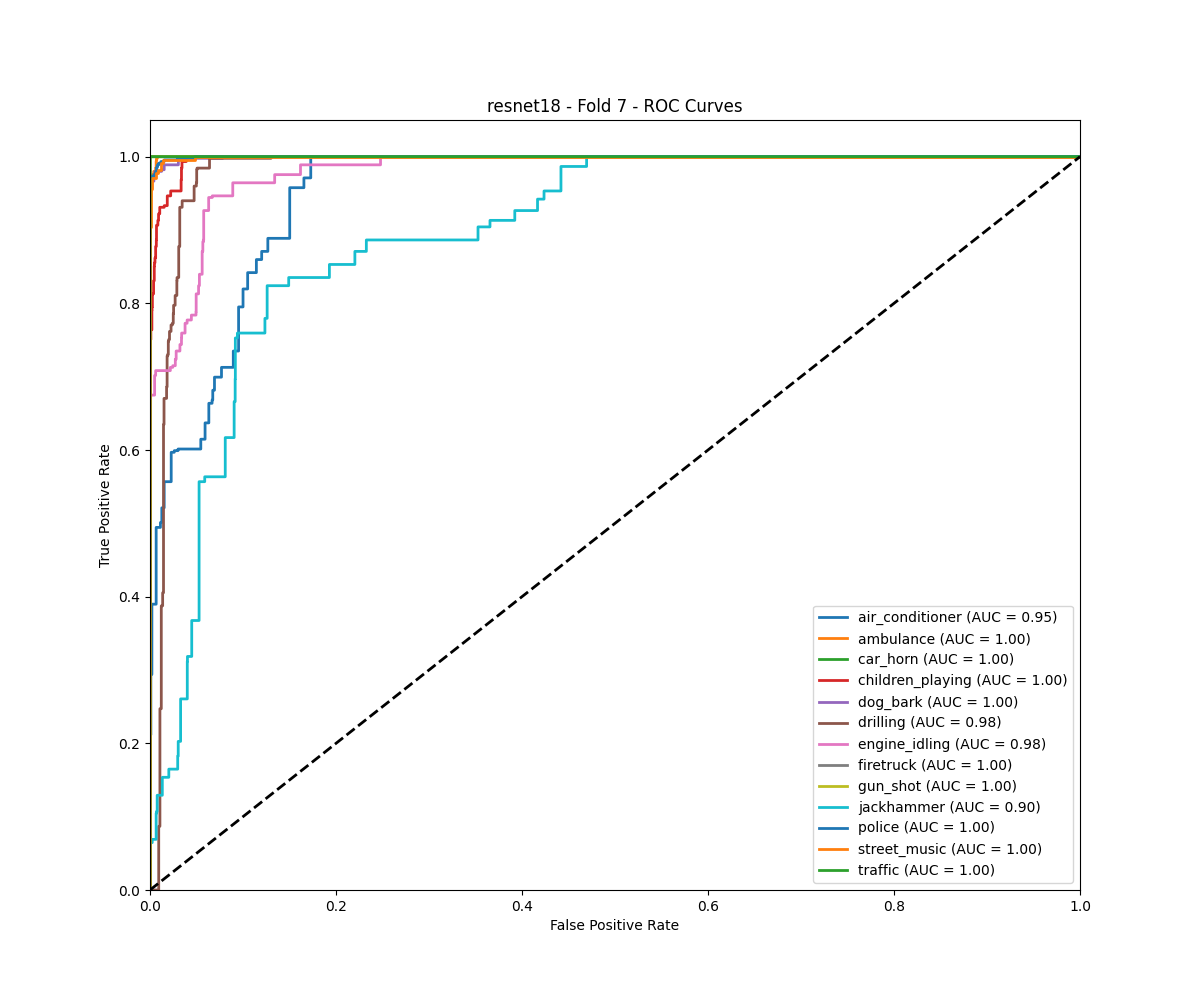 resnet18 - Fold 7 - ROC Curves
True Positive Rate
1.0
0.8
0.6
0.4
0.2
0.0
air_conditioner (AUC = 0.95)
ambulance (AUC = 1.00)
car_horn (AUC = 1.00)
children_playing (AUC = 1.00)
dog_bark (AUC = 1.00)
drilling (AUC = 0.98)
engine_idling (AUC = 0.98)
firetruck (AUC = 1.00)
gun_shot (AUC = 1.00)
jackhammer (AUC = 0.90)
police (AUC = 1.00)
street_music (AUC = 1.00)
traffic (AUC = 1.00)
0.0 0.2 0.4 0.6 0.8 1.0
False Positive Rate